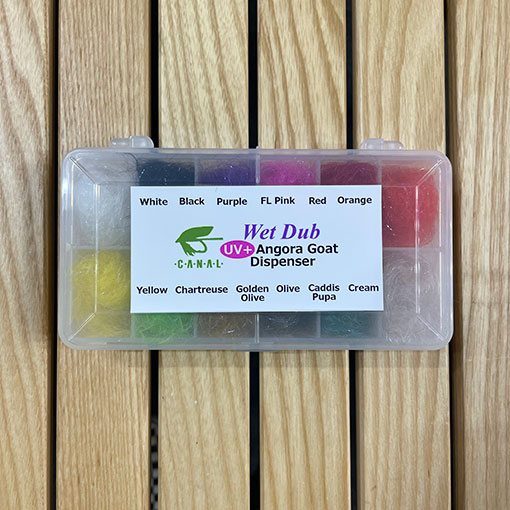 White Black Purple FL Pink Red Orange
Wet Dub
UV+ Angora Goat
·C·A·N·A·L· Dispenser
Yellow Chartreuse Golden Olive Olive Caddis Pupa Cream